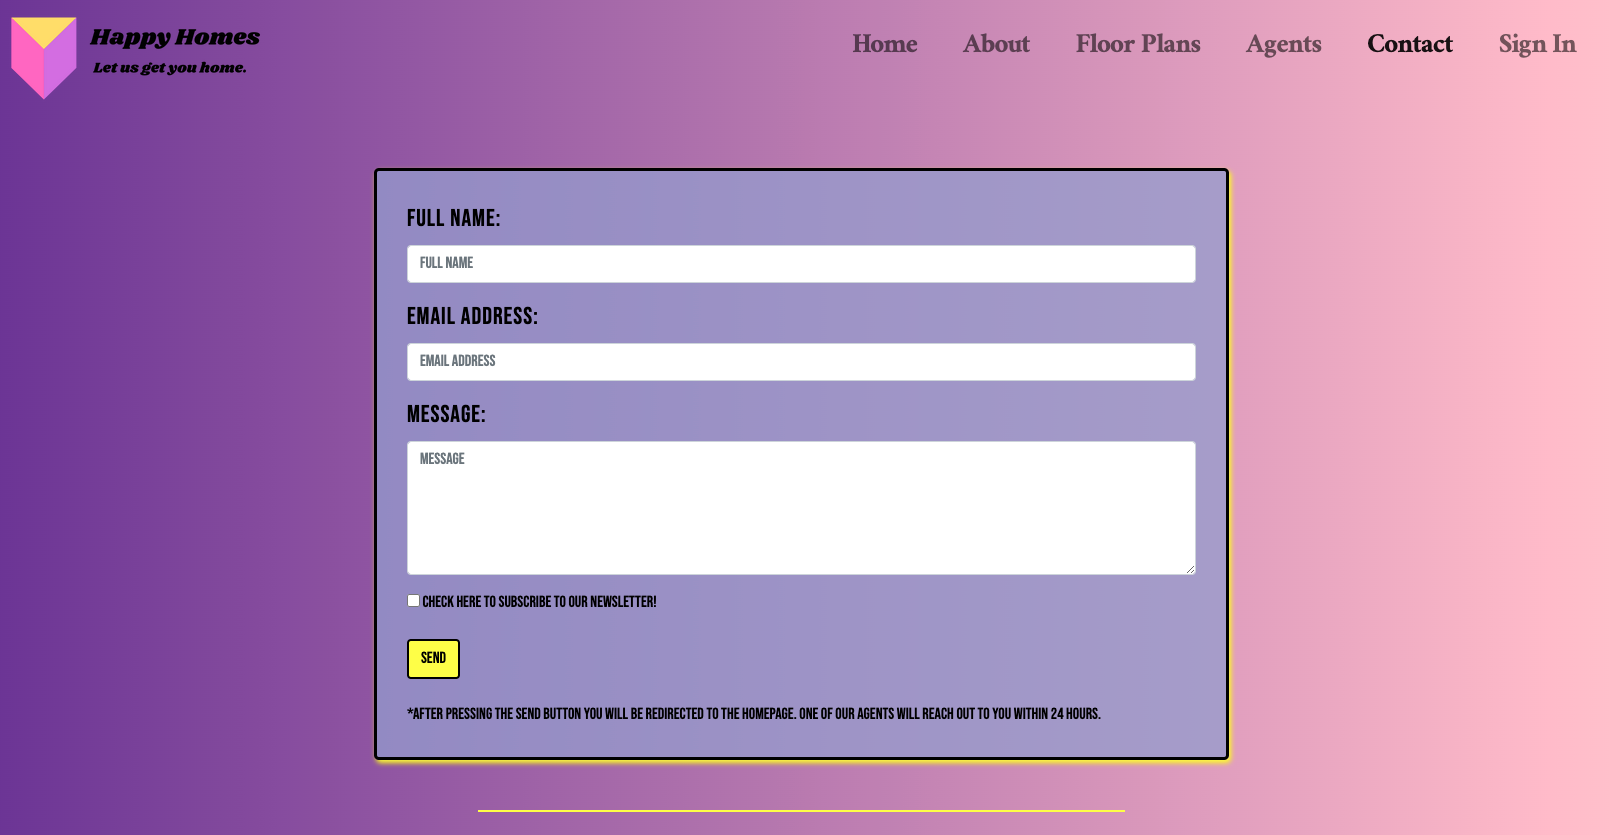 Happy Homes
Let us get you home.
Home About Floor Plans Agents Contact Sign In
FULL NAME:
FULL NAME
EMAIL ADDRESS:
EMAIL ADDRESS
MESSAGE:
MESSAGE
CHECK HERE TO SUBSCRIBE TO OUR NEWSLETTER!
SEND
*AFTER PRESSING THE SEND BUTTON YOU WILL BE REDIRECTED TO THE HOMEPAGE. ONE OF OUR AGENTS WILL REACH OUT TO YOU WITHIN 24 HOURS.